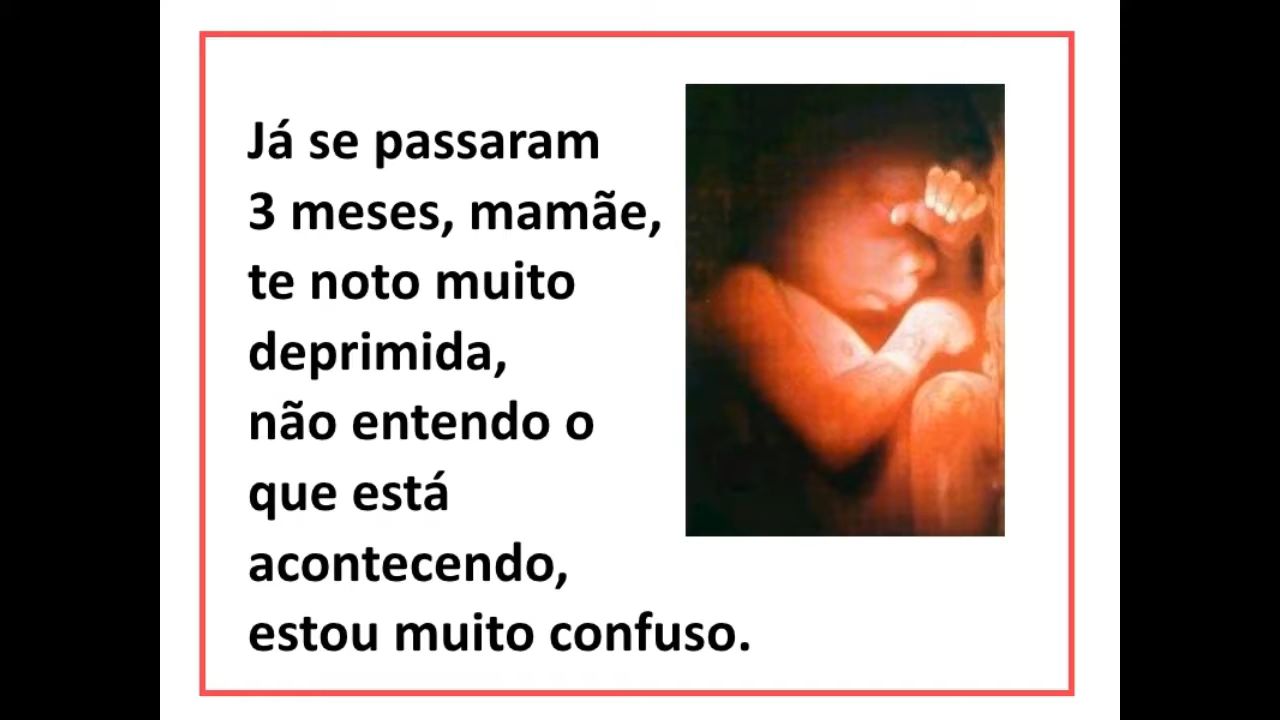 Já se passaram
3 meses, mamãe,
te noto muito
deprimida,
não entendo o
que está
acontecendo,
estou muito confuso.